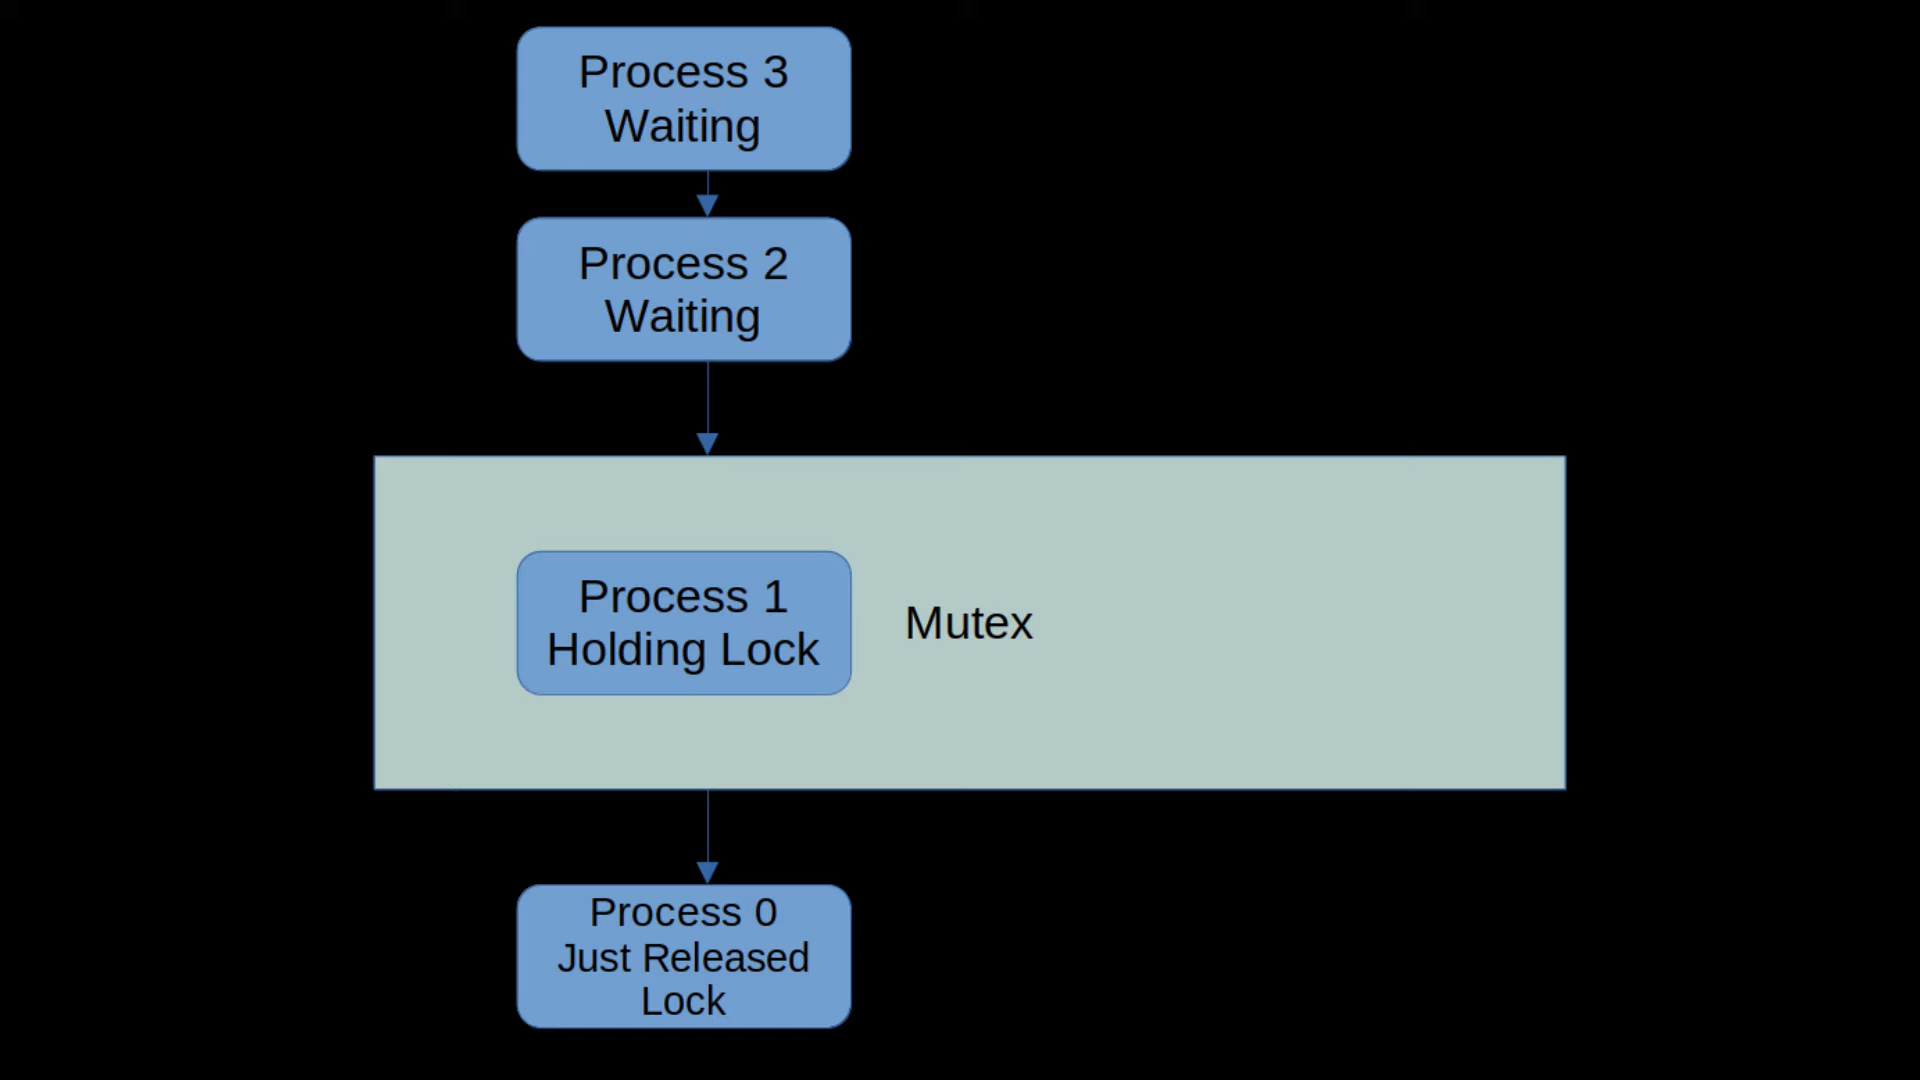 Process 3
Waiting
Process 2
Waiting
Process 1
Holding Lock
Mutex
Process 0
Just Released
Lock